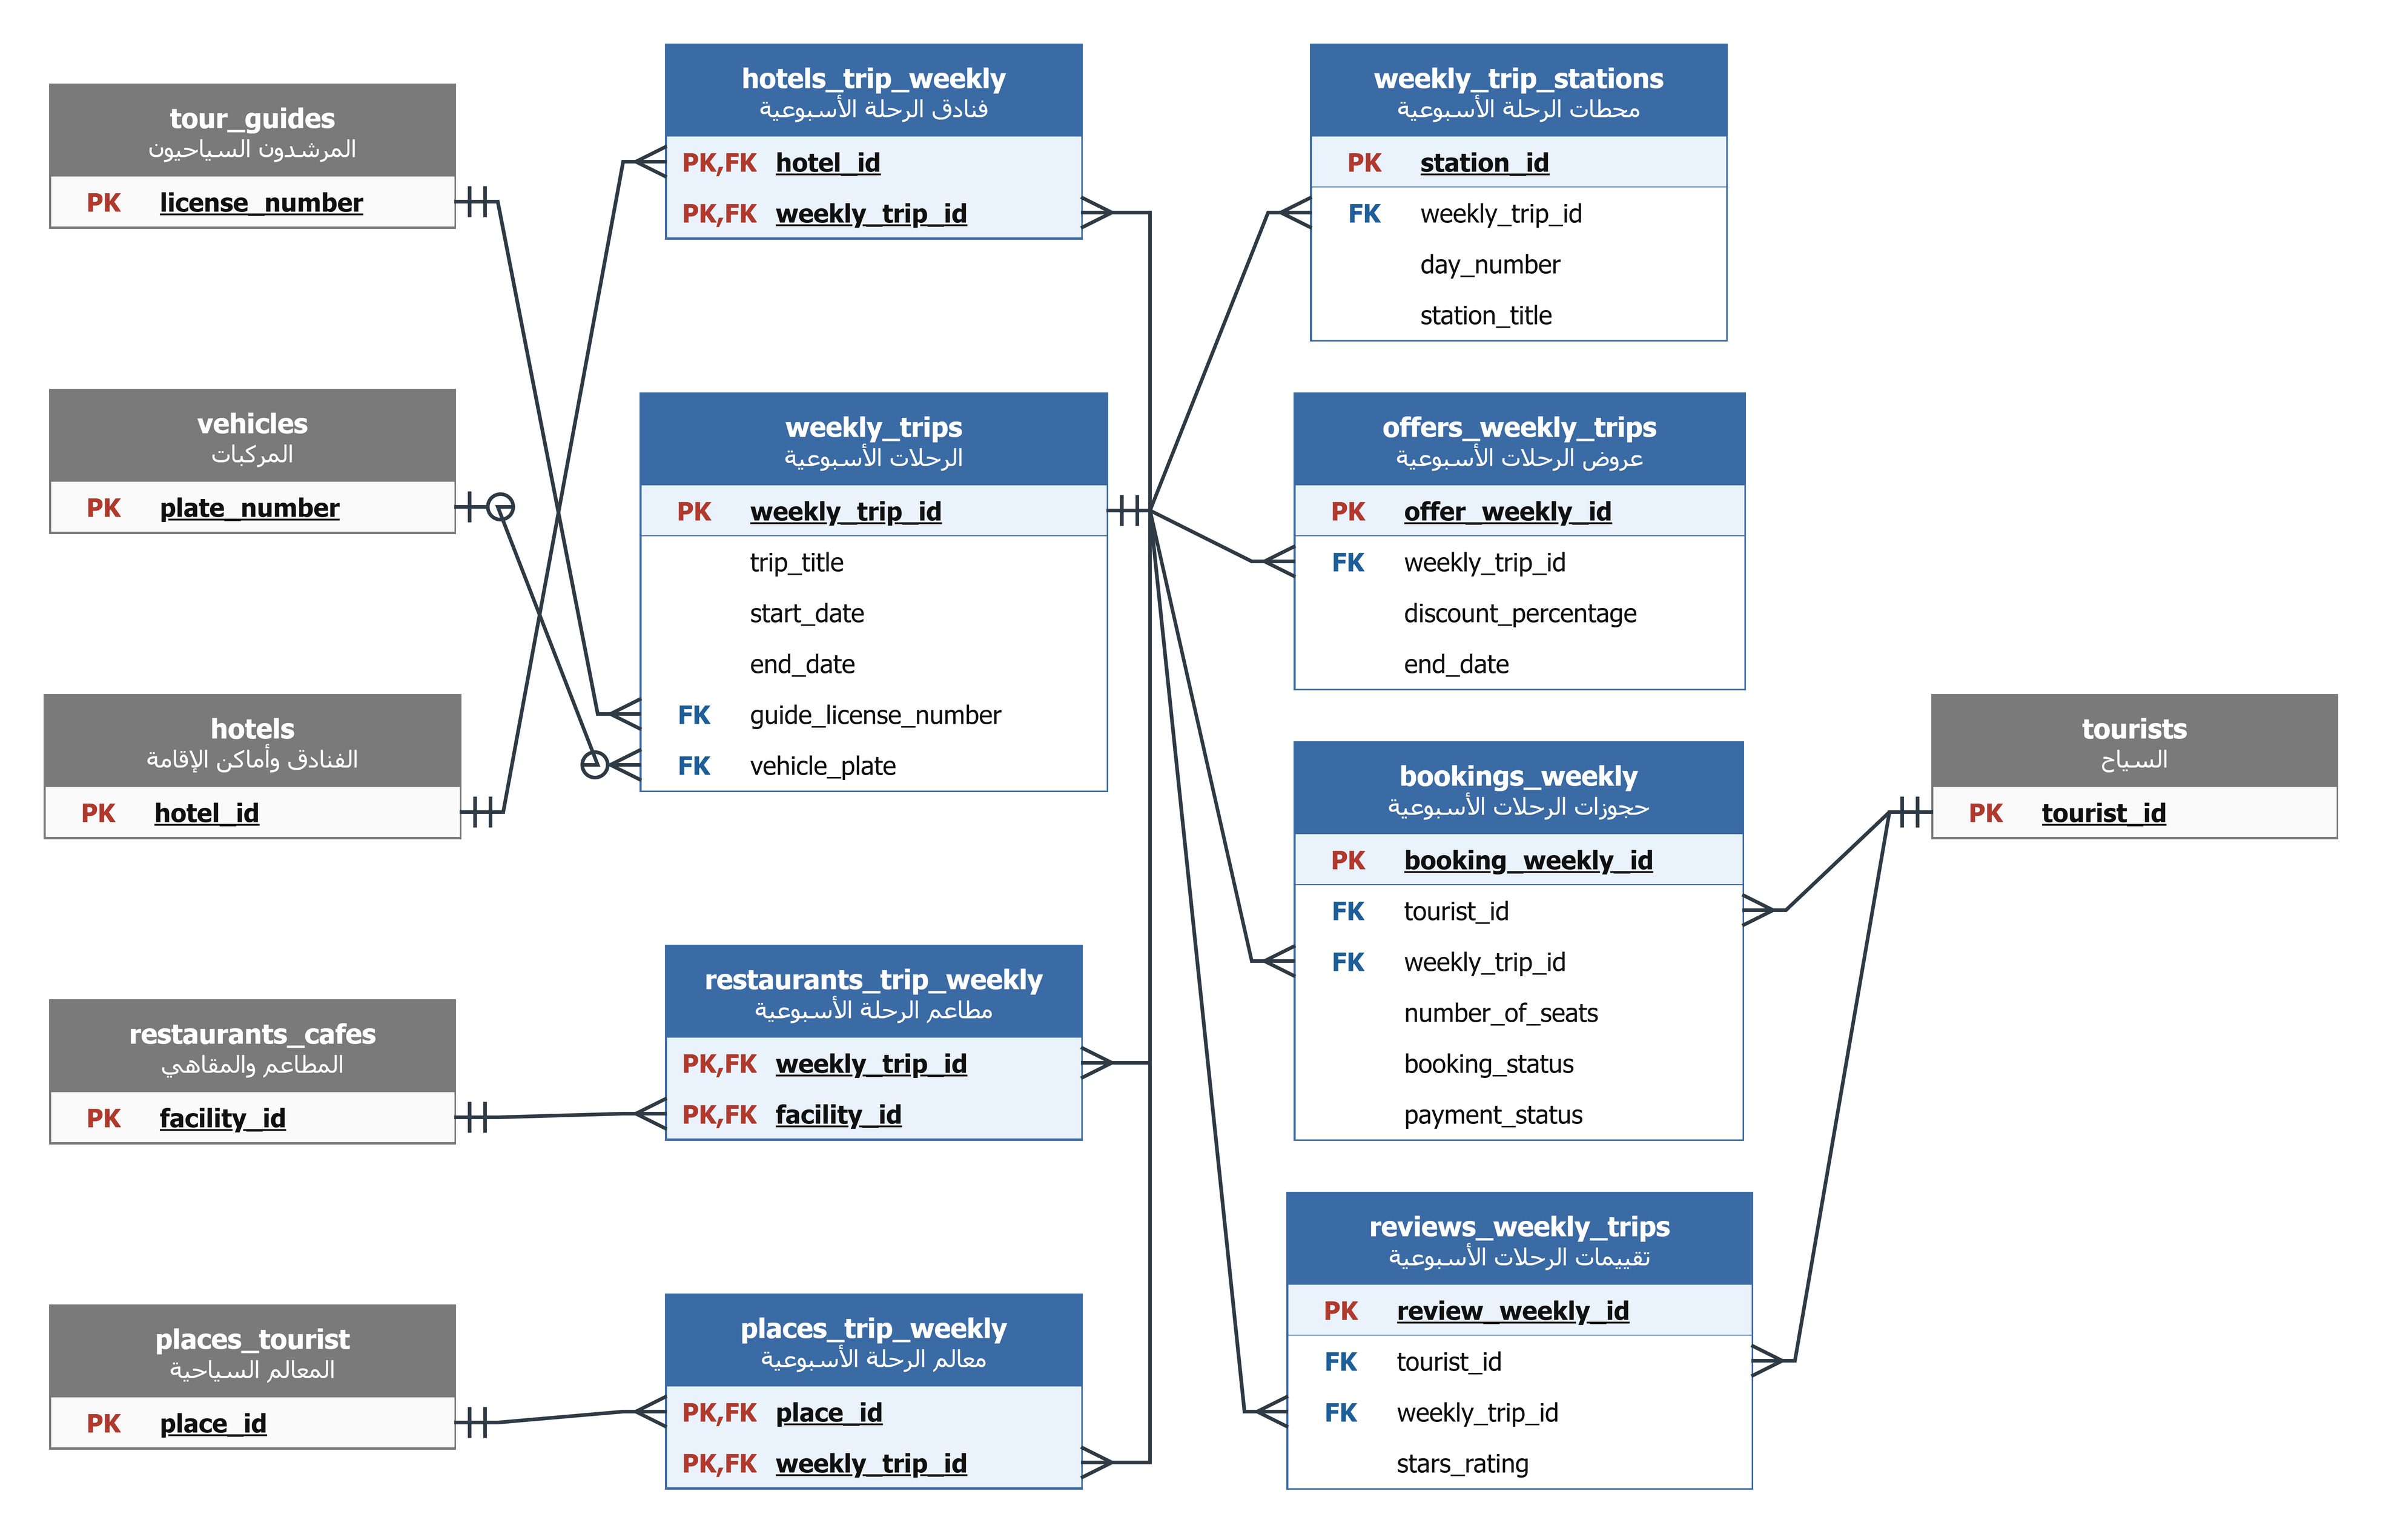 tour_guides
المرشدون السياحيون
PK license_number
vehicles
المركبات
PK plate_number
hotels
الفنادق وأماكن الإقامة
PK hotel_id
restaurants_cafes
المطاعم والمقاهي
PK facility_id
places_tourist
المعالم السياحية
PK place_id
hotels_trip_weekly
فنادق الرحلة الأسبوعية
PK,FK hotel_id
PK,FK weekly_trip_id
weekly_trips
الرحلات الأسبوعية
PK weekly_trip_id
trip_title
start_date
end_date
FK guide_license_number
FK vehicle_plate
restaurants_trip_weekly
مطاعم الرحلة الأسبوعية
PK,FK weekly_trip_id
PK,FK facility_id
places_trip_weekly
معالم الرحلة الأسبوعية
PK,FK place_id
PK,FK weekly_trip_id
weekly_trip_stations
محطات الرحلة الأسبوعية
PK station_id
FK weekly_trip_id
day_number
station_title
offers_weekly_trips
عروض الرحلات الأسبوعية
PK offer_weekly_id
FK weekly_trip_id
discount_percentage
end_date
bookings_weekly
حجوزات الرحلات الأسبوعية
PK booking_weekly_id
FK tourist_id
FK weekly_trip_id
number_of_seats
booking_status
payment_status
reviews_weekly_trips
تقييمات الرحلات الأسبوعية
PK review_weekly_id
FK tourist_id
FK weekly_trip_id
stars_rating
tourists
السياح
PK tourist_id